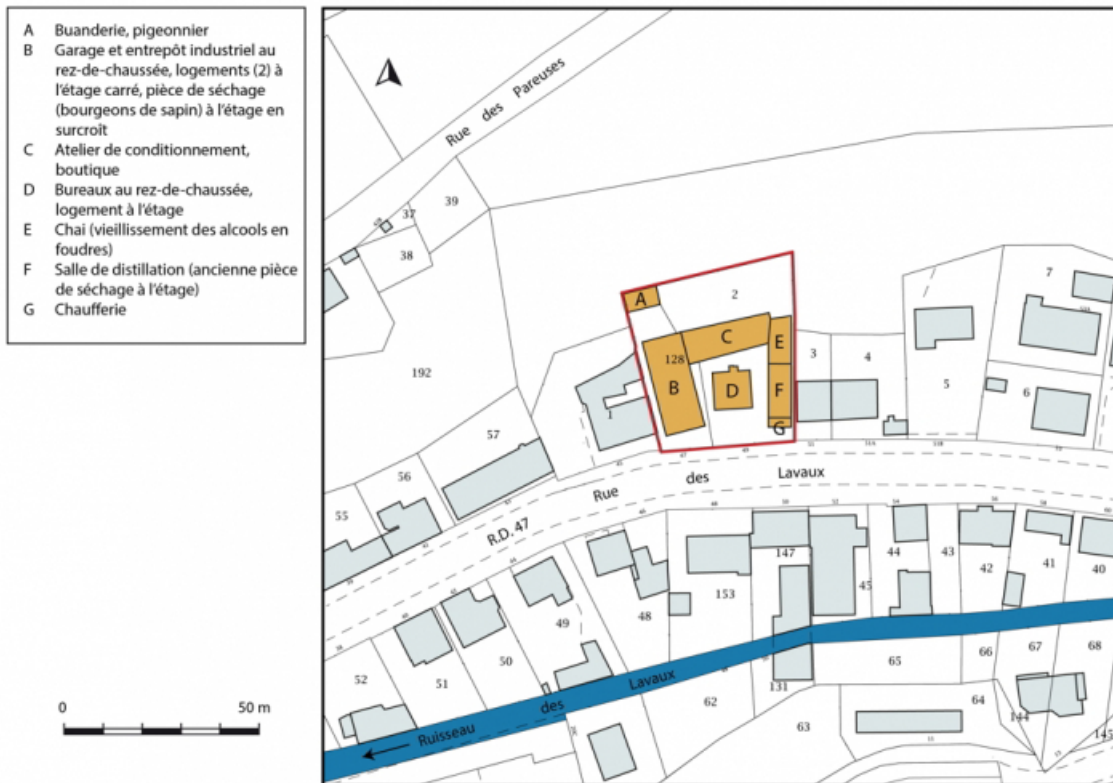 A Buanderie, pigeonnier
B Garage et entrepôt industriel au
rez-de-chaussée, logements (2) à
l'étage carré, pièce de séchage
(bourgeons de sapin) à l'étage en
surcroît
C Atelier de conditionnement,
boutique
D Bureaux au rez-de-chaussée,
logement à l'étage
E Chai (vieillissement des alcools en
foudres)
F Salle de distillation (ancienne pièce
de séchage à l'étage)
G Chaufferie
0 50 m
Rue des Pareuses
37
39
38
192
57
56
55
1
A
2
128
B
C
D
E
F
G
3
4
5
6
7
Rue des Lavaux
R.D. 47
52
51
50
49
48
153
147
45
44
43
42
41
40
131
62
63
64
65
66
67
68
144
145
Ruisseau des Lavaux